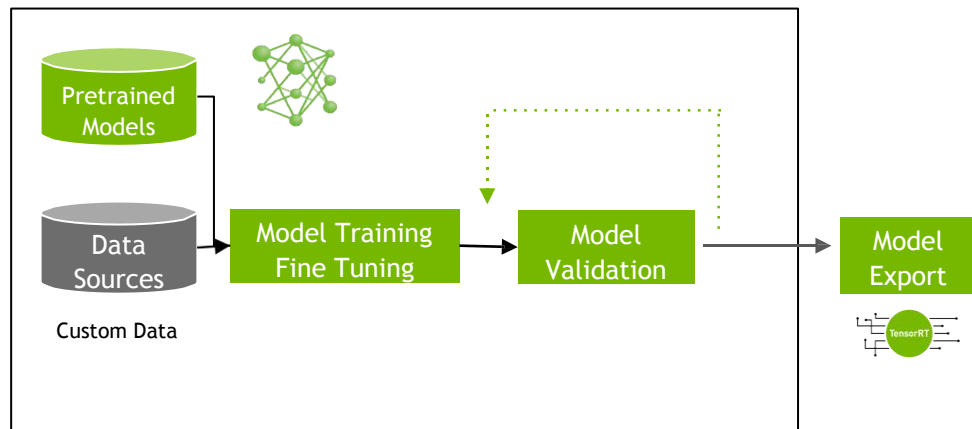 Pretrained
Models
Data
Sources
Custom Data
Model Training
Fine Tuning
Model
Validation
Model
Export
TensorRT